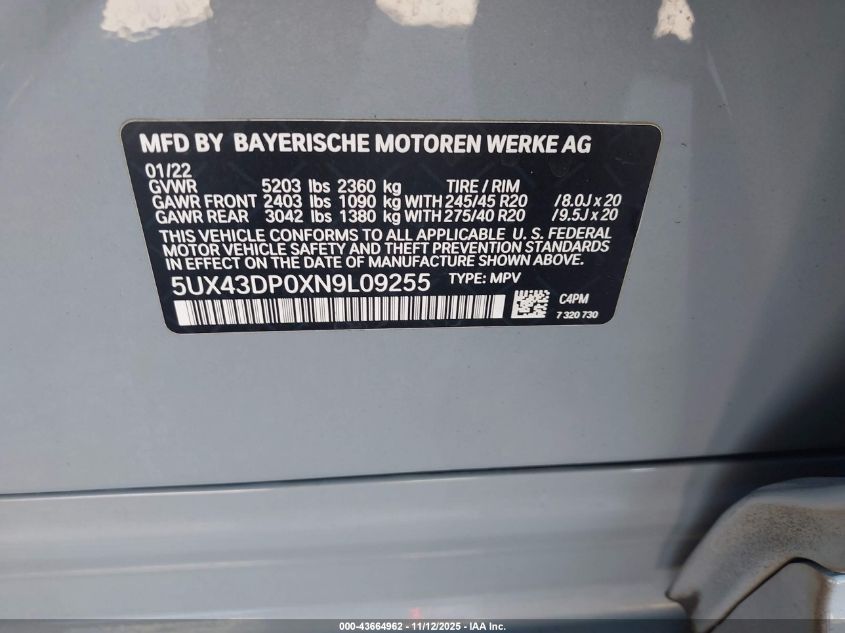 MFD BY BAYERISCHE MOTOREN WERKE AG
01/22
GVWR 5203 lbs 2360 kg TIRE / RIM
GAWR FRONT 2403 lbs 1090 kg WITH 245/45 R20 /8.0J x 20
GAWR REAR 3042 lbs 1380 kg WITH 275/40 R20 /9.5J x 20
THIS VEHICLE CONFORMS TO ALL APPLICABLE U. S. FEDERAL
MOTOR VEHICLE SAFETY AND THEFT PREVENTION STANDARDS
IN EFFECT ON THE DATE OF MANUFACTURE SHOWN ABOVE.
5UX43DP0XN9L09255 TYPE: MPV
C4PM
7 320 730
000-43664962 - 11/12/2025 - IAA Inc.